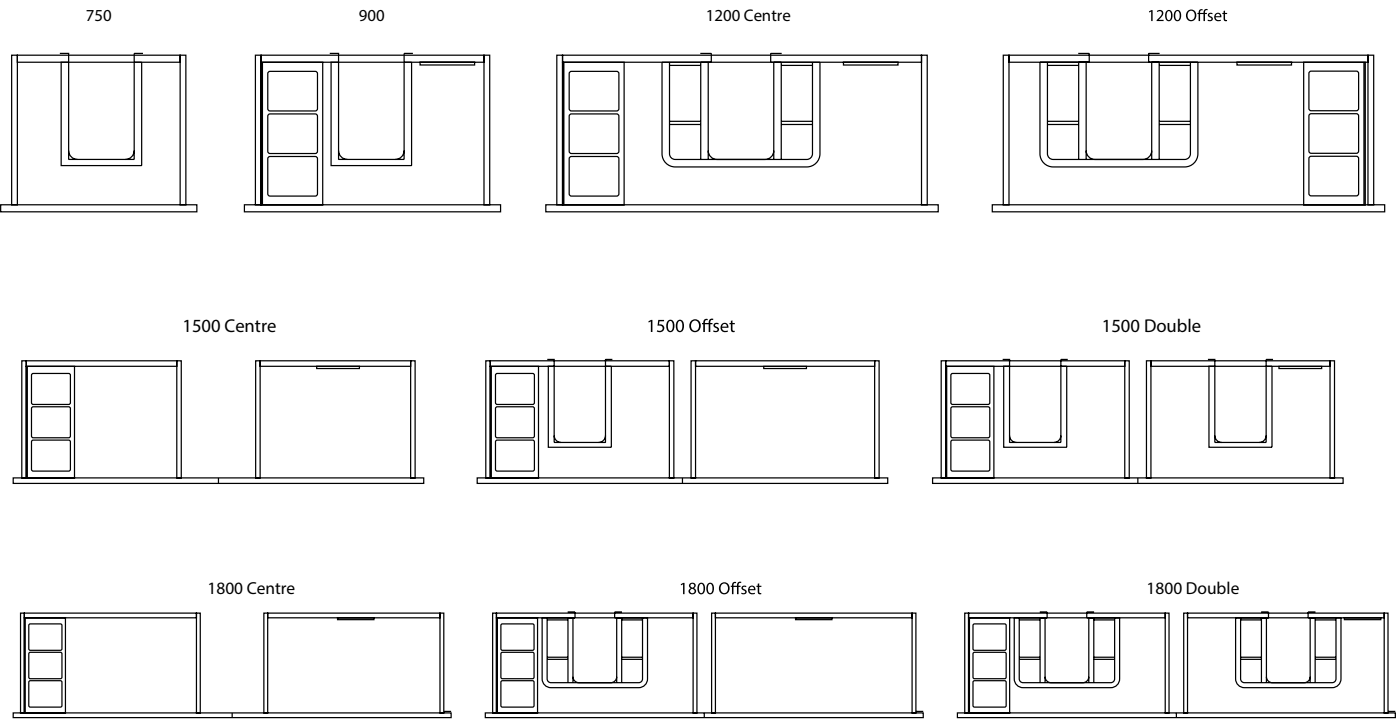 750
900
1200 Centre
1200 Offset
1500 Centre
1500 Offset
1500 Double
1800 Centre
1800 Offset
1800 Double